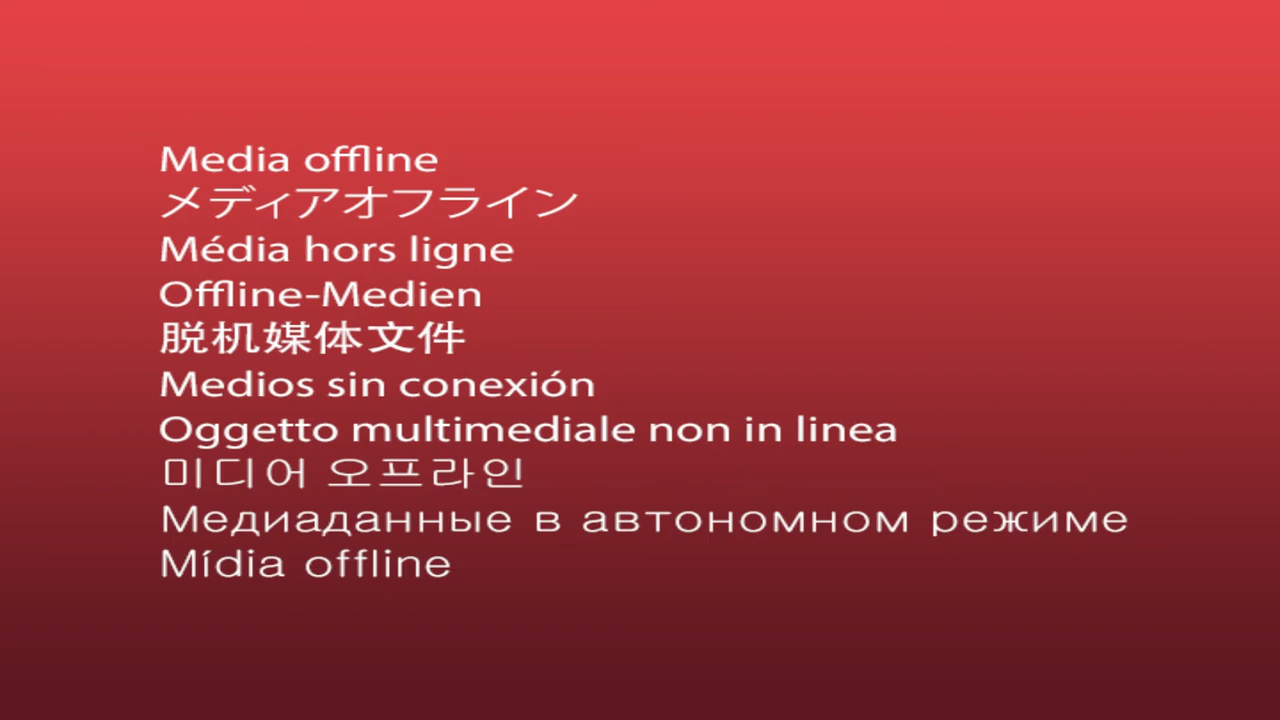 Media offline
メディアオフライン
Média hors ligne
Offline-Medien
脱机媒体文件
Medios sin conexión
Oggetto multimediale non in linea
미디어 오프라인
Медиаданные в автономном режиме
Mídia offline